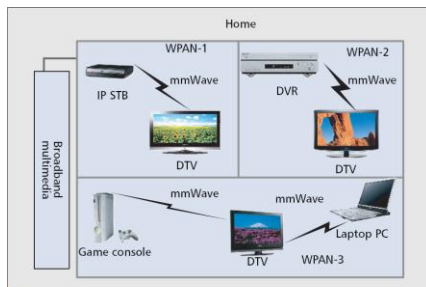 Home
WPAN-1
mmWave
IP STB
DTV
WPAN-2
mmWave
DVR
DTV
Broadband
multimedia
mmWave
mmWave
Game console
DTV
Laptop PC
WPAN-3